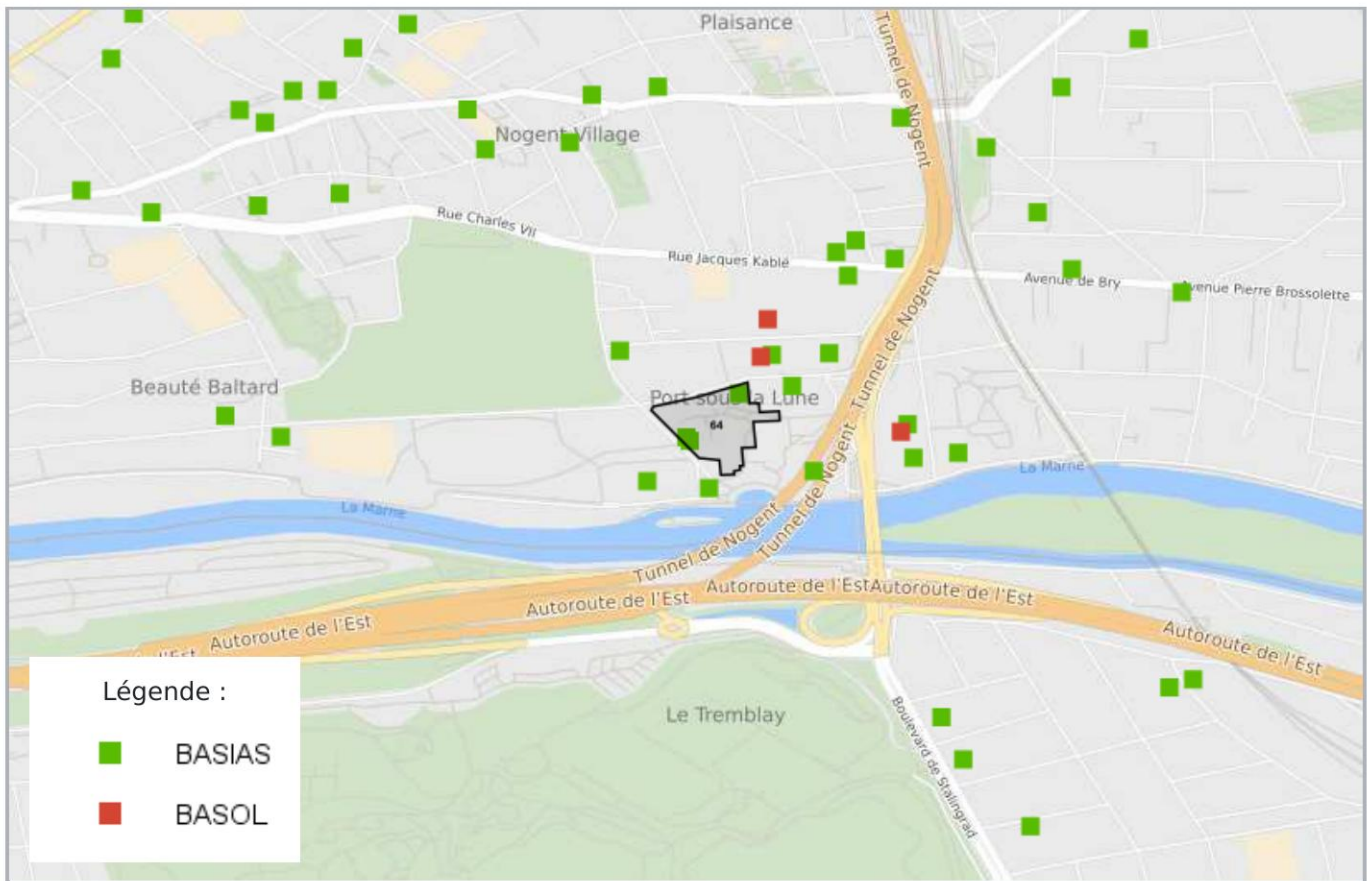 Plaisance
Tunnel de Nogent
Nogent Village
Rue Charles VII
Rue Jacques Kablé
Avenue de Bry
Avenue Pierre Brossolette
Tunnel de Nogent
Beauté Baltard
Port sous la Lune
64
Tunnel de Nogent
La Marne
La Marne
Tunnel de Nogent
Autoroute de l'Est
Autoroute de l'Est
Autoroute de l'Est
Autoroute de l'Est
Autoroute de l'Est
l'Est
Légende :
BASIAS
BASOL
Le Tremblay
Boulevard de Stalingrad